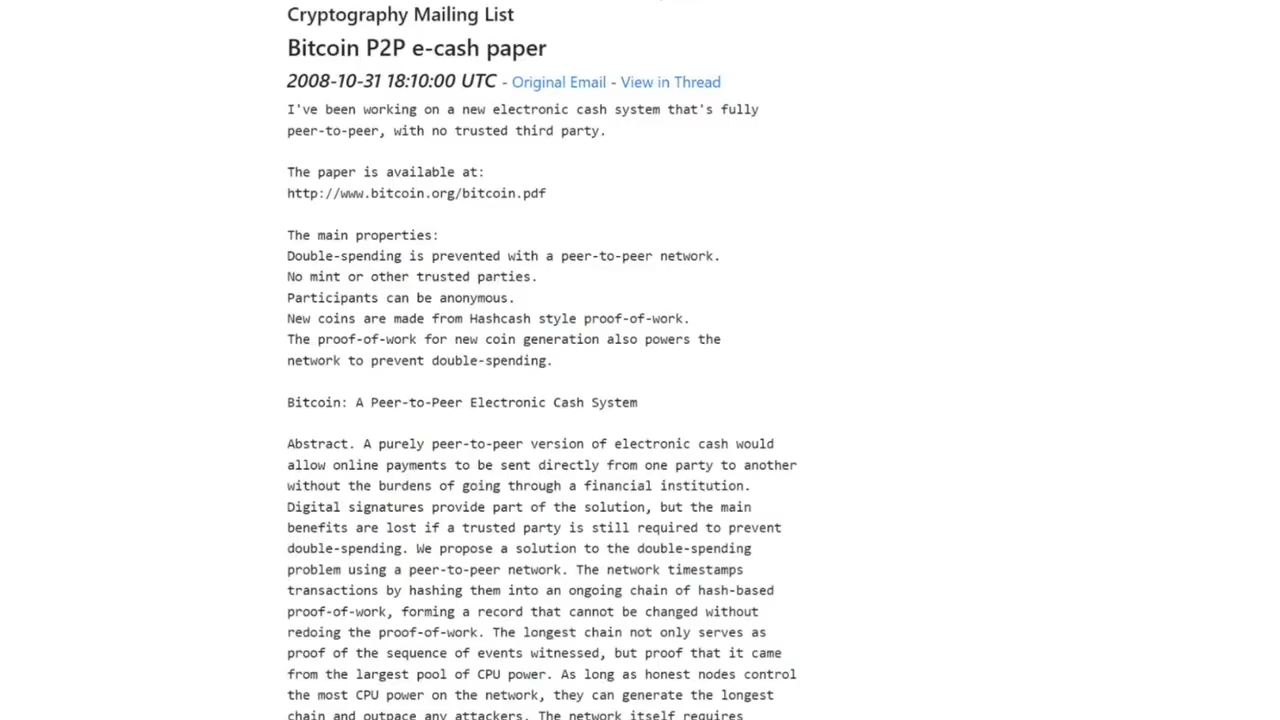 Cryptography Mailing List
Bitcoin P2P e-cash paper
2008-10-31 18:10:00 UTC - Original Email - View in Thread
I've been working on a new electronic cash system that's fully
peer-to-peer, with no trusted third party.
The paper is available at:
http://www.bitcoin.org/bitcoin.pdf
The main properties:
Double-spending is prevented with a peer-to-peer network.
No mint or other trusted parties.
Participants can be anonymous.
New coins are made from Hashcash style proof-of-work.
The proof-of-work for new coin generation also powers the
network to prevent double-spending.
Bitcoin: A Peer-to-Peer Electronic Cash System
Abstract. A purely peer-to-peer version of electronic cash would
allow online payments to be sent directly from one party to another
without the burdens of going through a financial institution.
Digital signatures provide part of the solution, but the main
benefits are lost if a trusted party is still required to prevent
double-spending. We propose a solution to the double-spending
problem using a peer-to-peer network. The network timestamps
transactions by hashing them into an ongoing chain of hash-based
proof-of-work, forming a record that cannot be changed without
redoing the proof-of-work. The longest chain not only serves as
proof of the sequence of events witnessed, but proof that it came
from the largest pool of CPU power. As long as honest nodes control
the most CPU power on the network, they can generate the longest
chain and outpace any attackers. The network itself requires